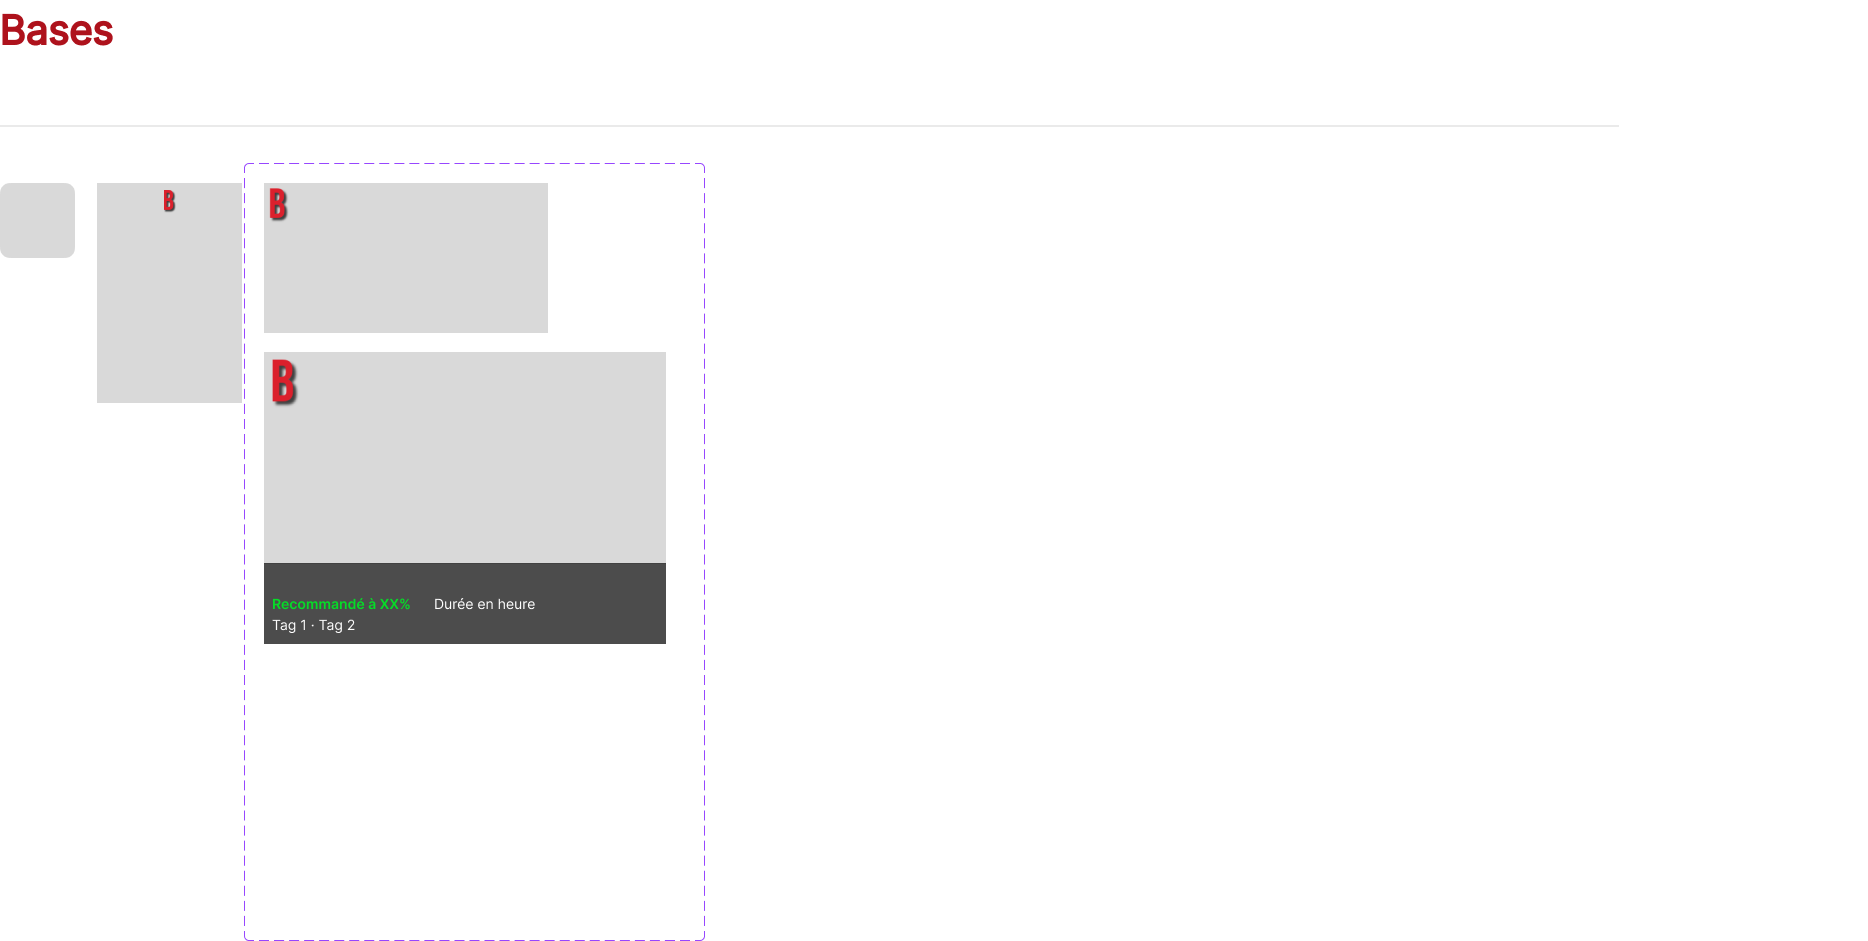 Bases
B
B
B
Recommandé à XX% Durée en heure
Tag 1 · Tag 2